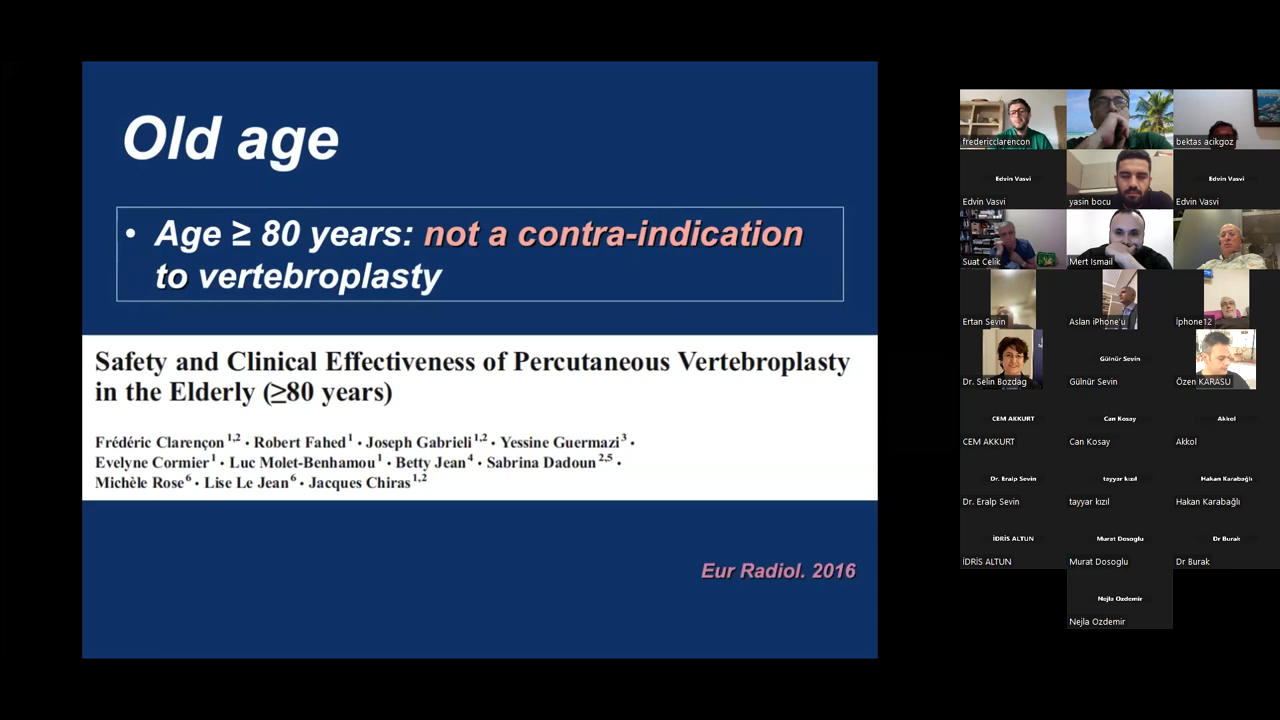 Old age
• Age ≥ 80 years: not a contra-indication
to vertebroplasty
Safety and Clinical Effectiveness of Percutaneous Vertebroplasty
in the Elderly (≥80 years)
Frédéric Clarençon 1,2 • Robert Fahed 1 • Joseph Gabrieli 1,2 • Yessine Guermazi 3 •
Evelyne Cormier 1 • Luc Molet-Benhamou 1 • Betty Jean 4 • Sabrina Dadoun 2,5 •
Michèle Rose 6 • Lise Le Jean 6 • Jacques Chiras 1,2
Eur Radiol. 2016
fredericclarencon
bektas acikgoz
Edvin Vasvi
Edvin Vasvi
Edvin Vasvi
yasin bocu
Edvin Vasvi
Suat Celik
Mert Ismail
Ertan Sevin
Aslan iPhone'u
İphone12
Gülnür Sevin
Dr. Selin Bozdag
Gülnür Sevin
Özen KARASU
CEM AKKURT
Can Kosay
Akkol
CEM AKKURT
Can Kosay
Akkol
Dr. Eralp Sevin
tayyar kızıl
Hakan Karabağlı
Dr. Eralp Sevin
tayyar kızıl
Hakan Karabağlı
İDRİS ALTUN
Murat Dosoglu
Dr Burak
İDRİS ALTUN
Murat Dosoglu
Dr Burak
Nejla Ozdemir
Nejla Ozdemir